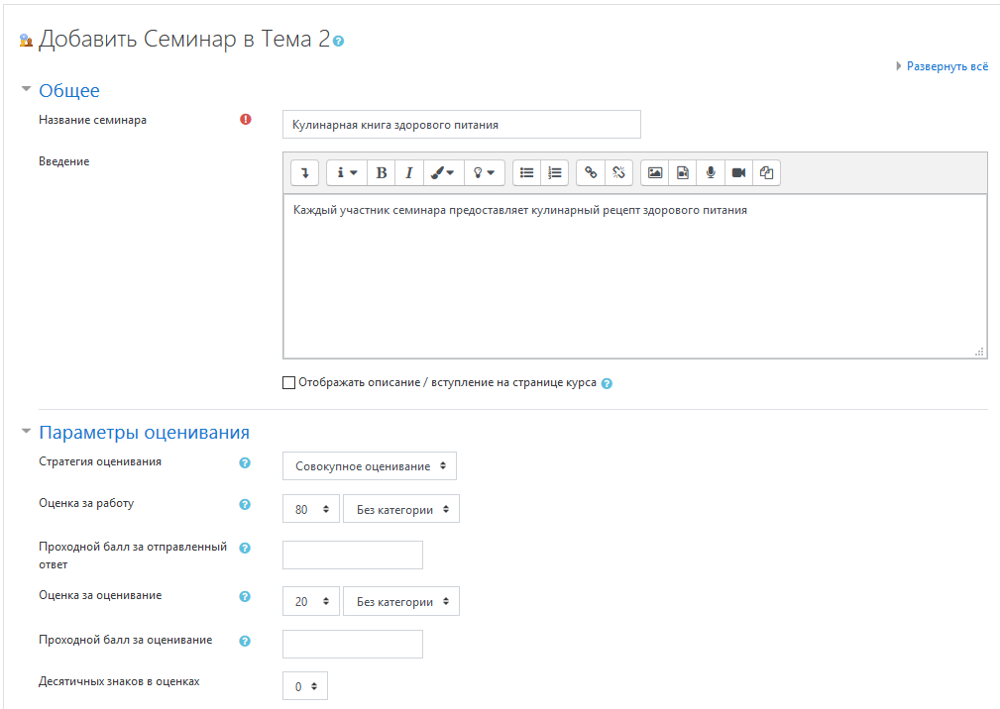 Добавить Семинар в Тема 2
Развернуть всё
Общее
Название семинара
Кулинарная книга здорового питания
Введение
Каждый участник семинара предоставляет кулинарный рецепт здорового питания
Отображать описание / вступление на странице курса
Параметры оценивания
Стратегия оценивания
Совокупное оценивание
Оценка за работу
80 Без категории
Проходной балл за отправленный
ответ
Оценка за оценивание
20 Без категории
Проходной балл за оценивание
Десятичных знаков в оценках
0